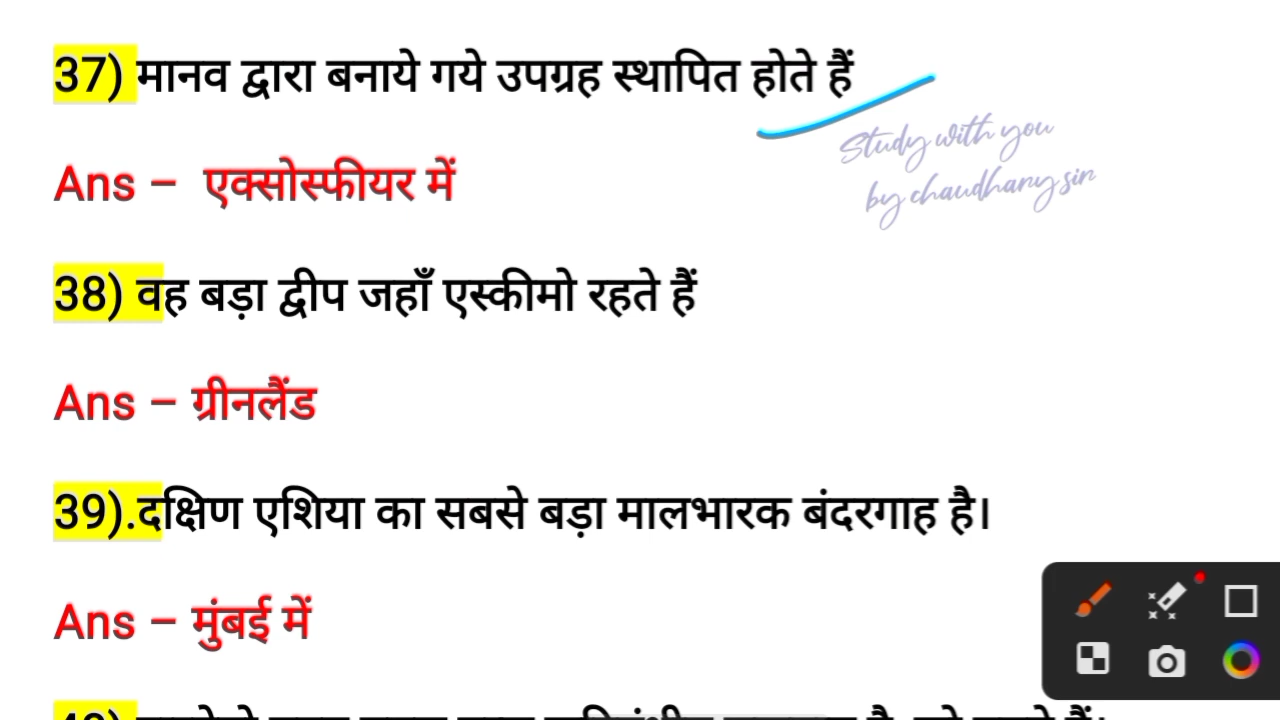 37) मानव द्वारा बनाये गये उपग्रह स्थापित होते हैं
Study with you
by chaudhary sir
Ans – एक्सोस्फीयर में
38) वह बड़ा द्वीप जहाँ एस्कीमो रहते हैं
Ans – ग्रीनलैंड
39).दक्षिण एशिया का सबसे बड़ा मालभारक बंदरगाह है।
Ans – मुंबई में